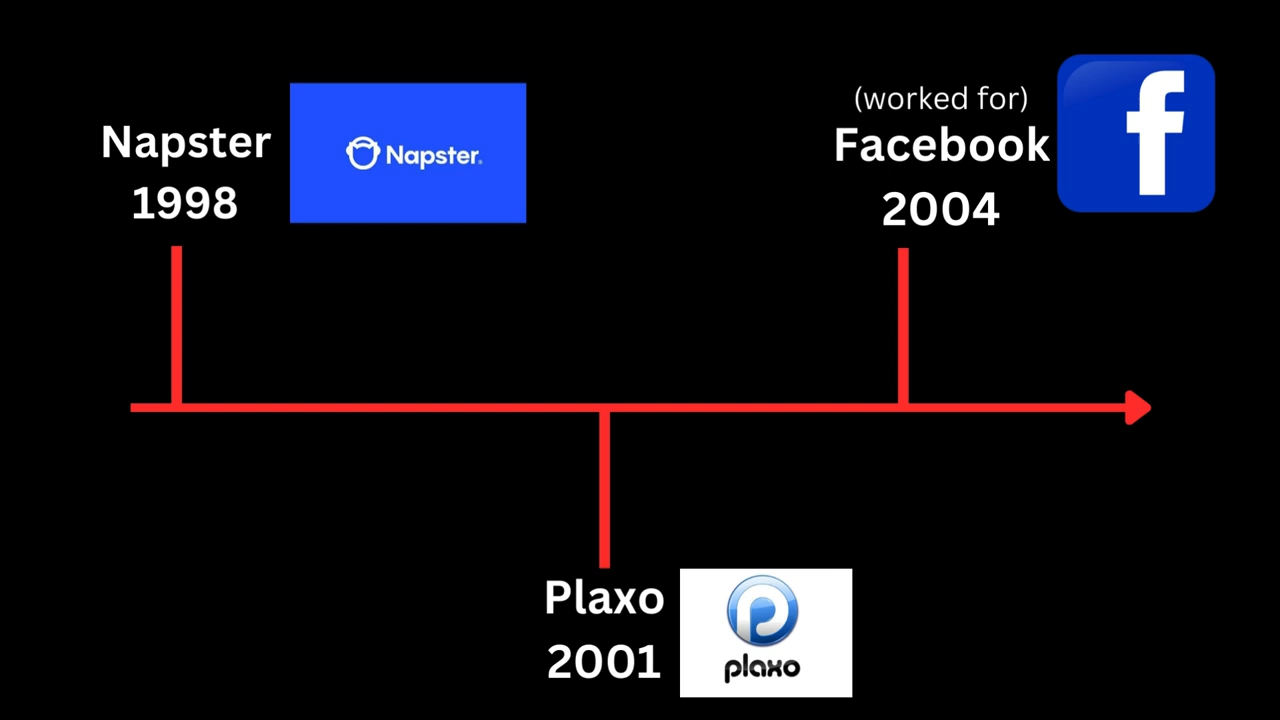 Napster
1998
Napster.
(worked for)
Facebook
2004
f
Plaxo
2001
P
plaxo